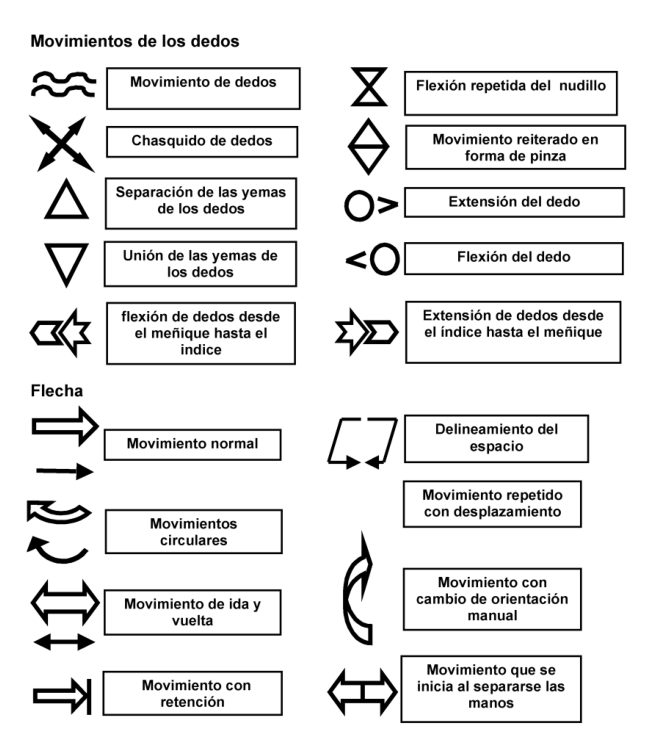 Movimientos de los dedos
Movimiento de dedos
Flexión repetida del nudillo
Chasquido de dedos
Movimiento reiterado en
forma de pinza
Separación de las yemas
de los dedos
Extensión del dedo
Unión de las yemas de
los dedos
Flexión del dedo
flexión de dedos desde
el meñique hasta el
indice
Extensión de dedos desde
el índice hasta el meñique
Flecha
Movimiento normal
Delineamiento del
espacio
Movimiento repetido
con desplazamiento
Movimientos
circulares
Movimiento con
cambio de orientación
manual
Movimiento de ida y
vuelta
Movimiento con
retención
Movimiento que se
inicia al separarse las
manos